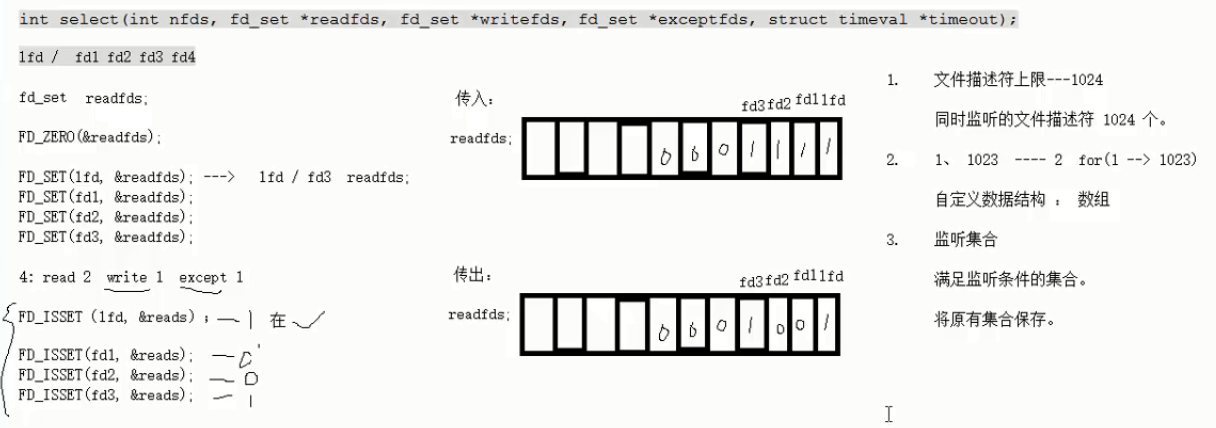 int select(int nfds, fd_set *readfds, fd_set *writefds, fd_set *exceptfds, struct timeval *timeout);
lfd / fd1 fd2 fd3 fd4
fd_set readfds;
FD_ZERO(&readfds);
FD_SET(lfd, &readfds); ---> lfd / fd3 readfds;
FD_SET(fd1, &readfds);
FD_SET(fd2, &readfds);
FD_SET(fd3, &readfds);
4: read 2 write 1 except 1
FD_ISSET (lfd, &reads) ; — 1 在 ✓
FD_ISSET(fd1, &reads); — 0
FD_ISSET(fd2, &reads); — 0
FD_ISSET(fd3, &reads); — 1
传入:
fd3 fd2 fd1 lfd
readfds; 0 0 0 1 1 1 1
传出:
fd3 fd2 fd1 lfd
readfds; 0 0 0 1 0 0 1
1. 文件描述符上限---1024
同时监听的文件描述符 1024 个。
2. 1、 1023 ---- 2 for(1 --> 1023)
自定义数据结构 : 数组
3. 监听集合
满足监听条件的集合。
将原有集合保存。